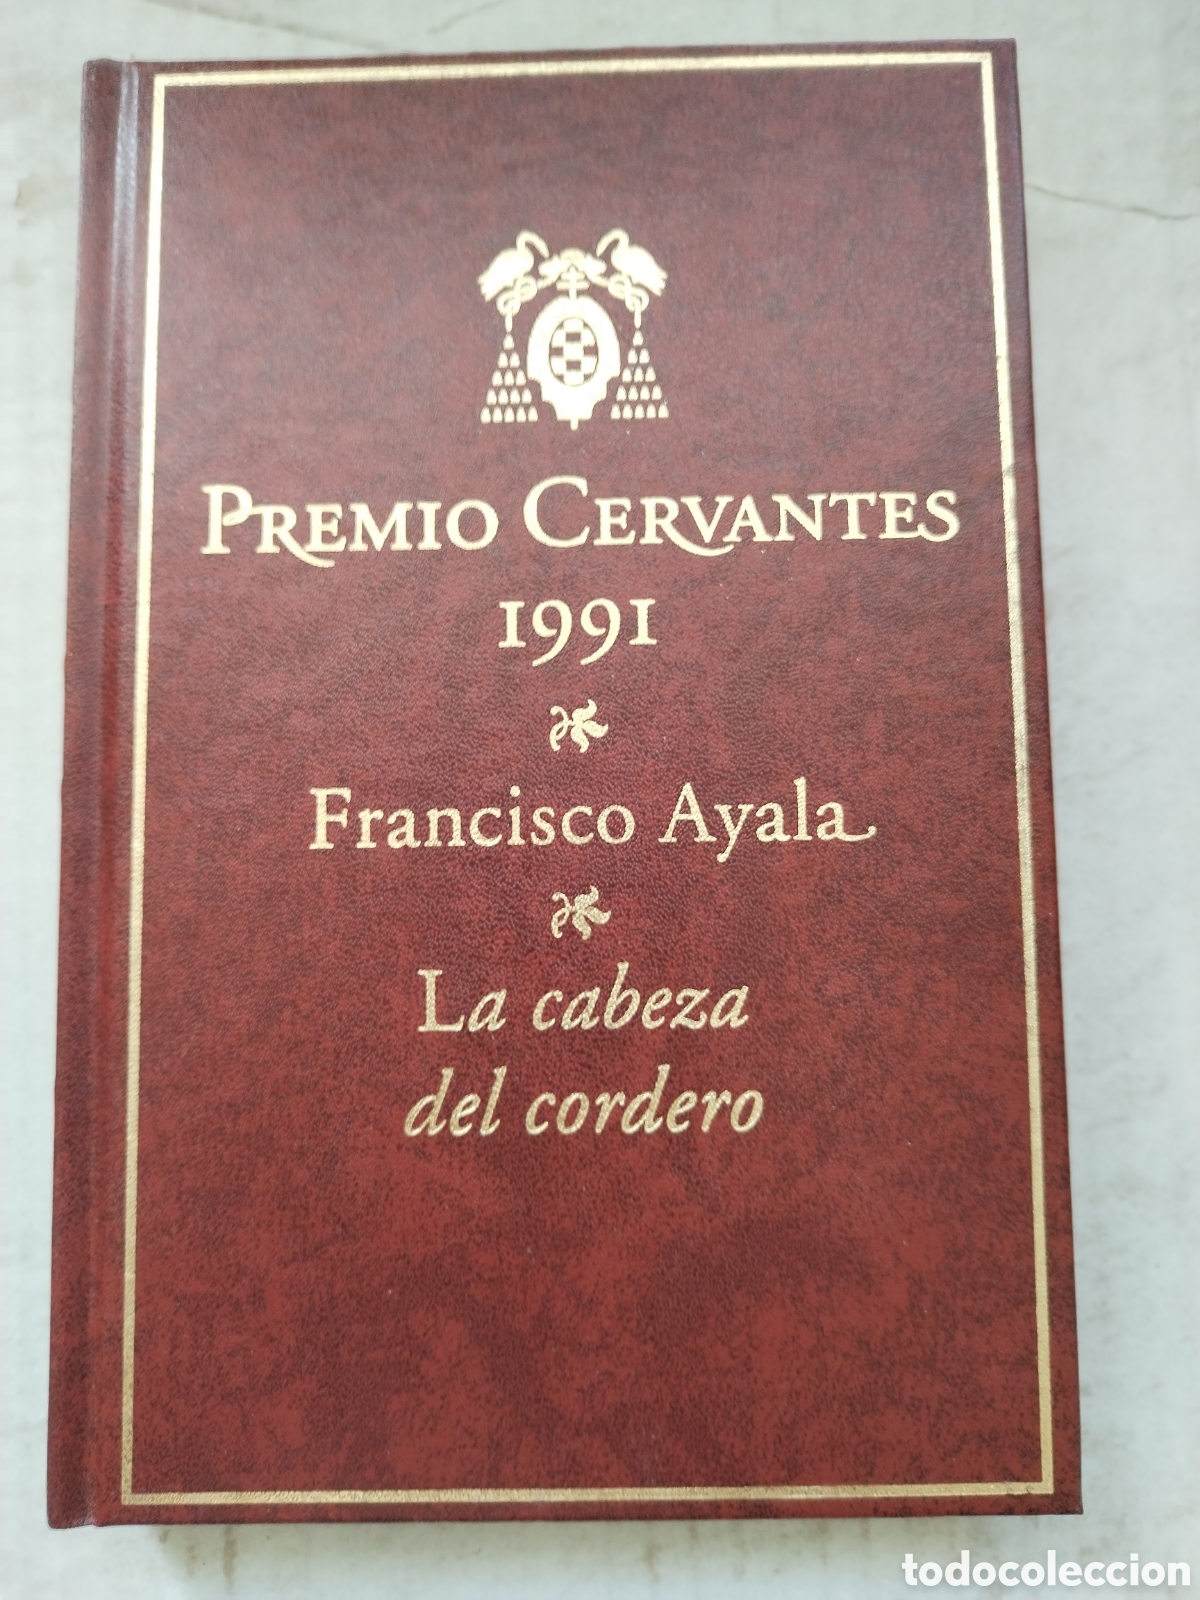 PREMIO CERVANTES
1991
Francisco Ayala
La cabeza
del cordero
todocoleccion